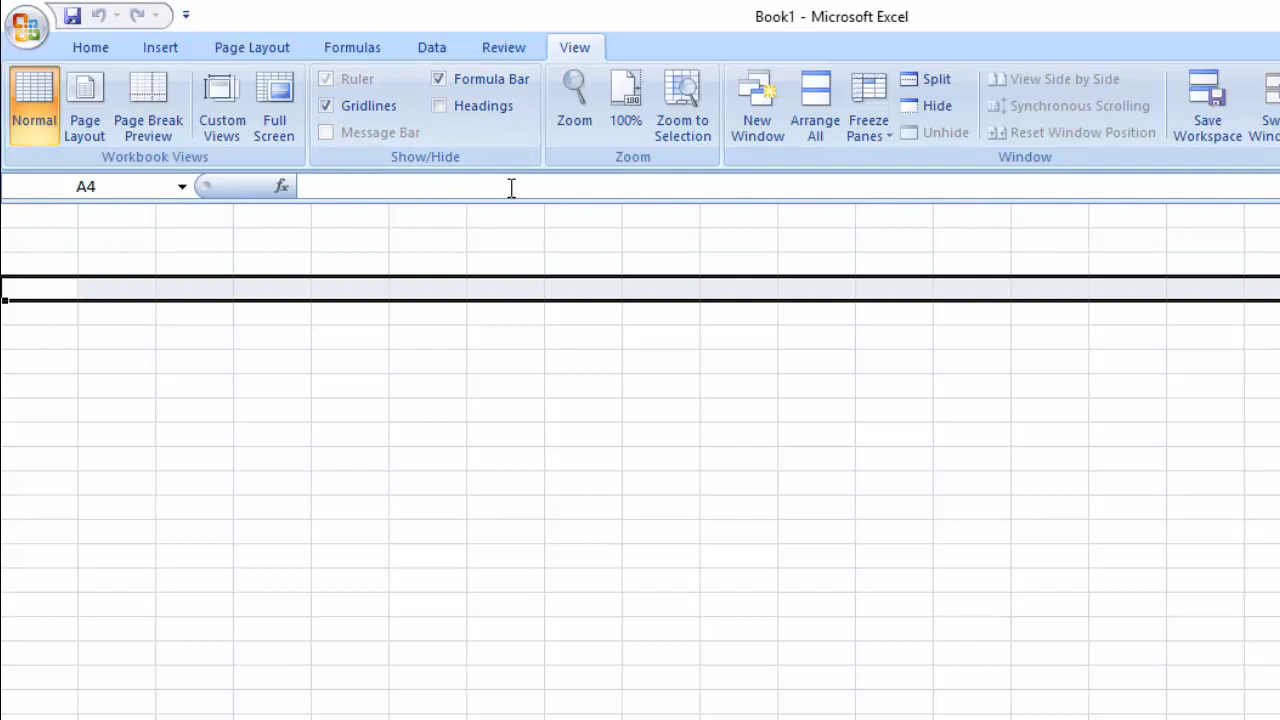 Book1 - Microsoft Excel
Home Insert Page Layout Formulas Data Review View
Normal
Page Layout
Page Break Preview
Custom Views
Full Screen
Workbook Views
Ruler
Formula Bar
Gridlines
Headings
Message Bar
Show/Hide
Zoom
100%
Zoom to Selection
Zoom
New Window
Arrange All
Freeze Panes
Split
Hide
Unhide
View Side by Side
Synchronous Scrolling
Reset Window Position
Window
Save Workspace
A4
fx